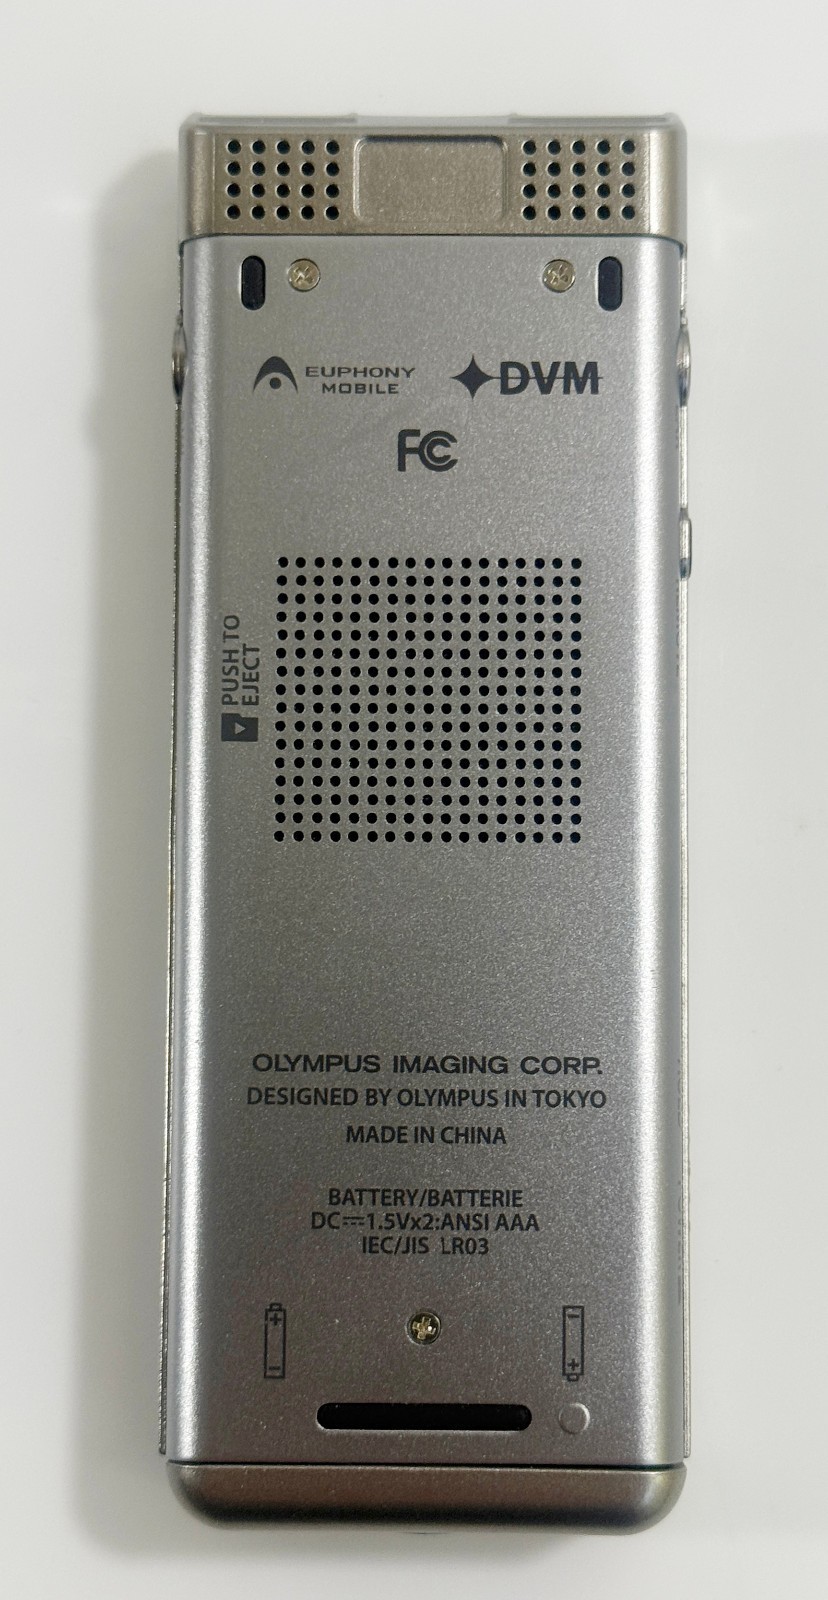 EUPHONY
MOBILE
DVM
FC
PUSH TO
EJECT
OLYMPUS IMAGING CORP.
DESIGNED BY OLYMPUS IN TOKYO
MADE IN CHINA
BATTERY/BATTERIE
DC⎓1.5Vx2:ANSI AAA
IEC/JIS LR03
+ -
- +